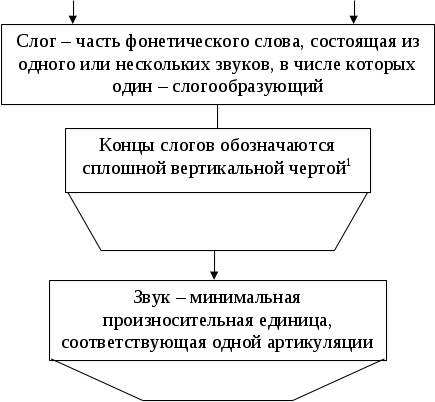 Слог – часть фонетического слова, состоящая из
одного или нескольких звуков, в числе которых
один – слогообразующий
Концы слогов обозначаются
сплошной вертикальной чертой¹
Звук – минимальная
произносительная единица,
соответствующая одной артикуляции